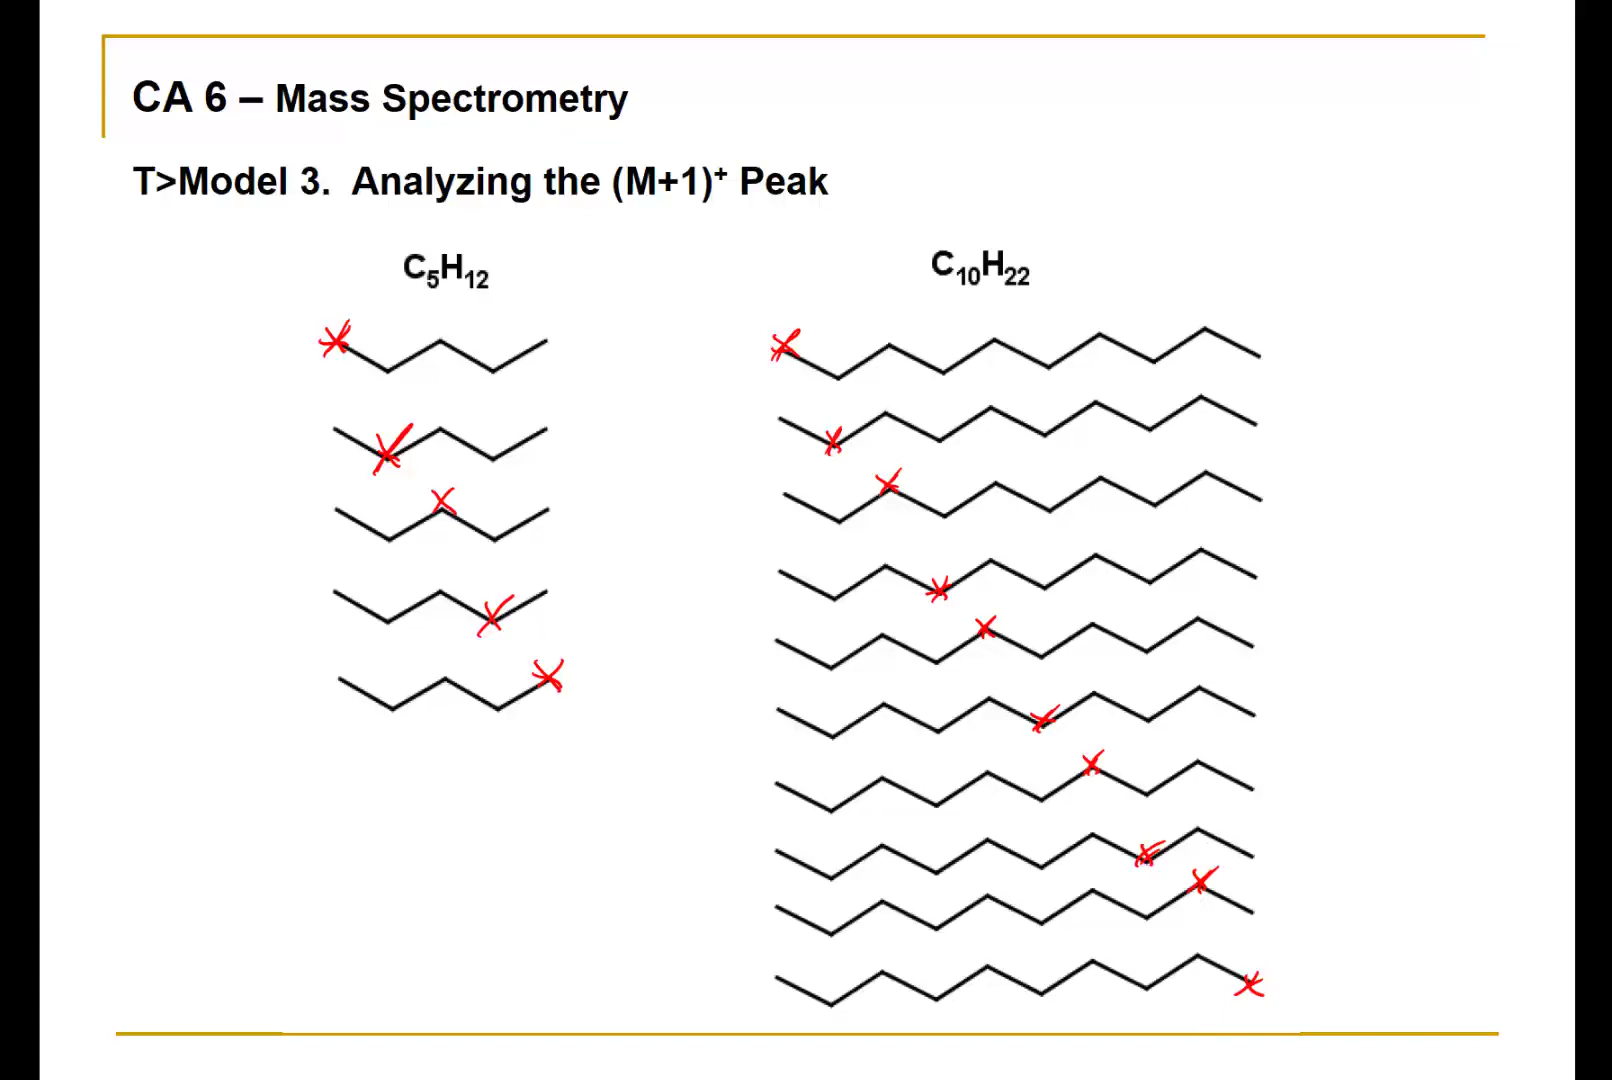 CA 6 – Mass Spectrometry
T>Model 3. Analyzing the (M+1)⁺ Peak
C₅H₁₂
C₁₀H₂₂